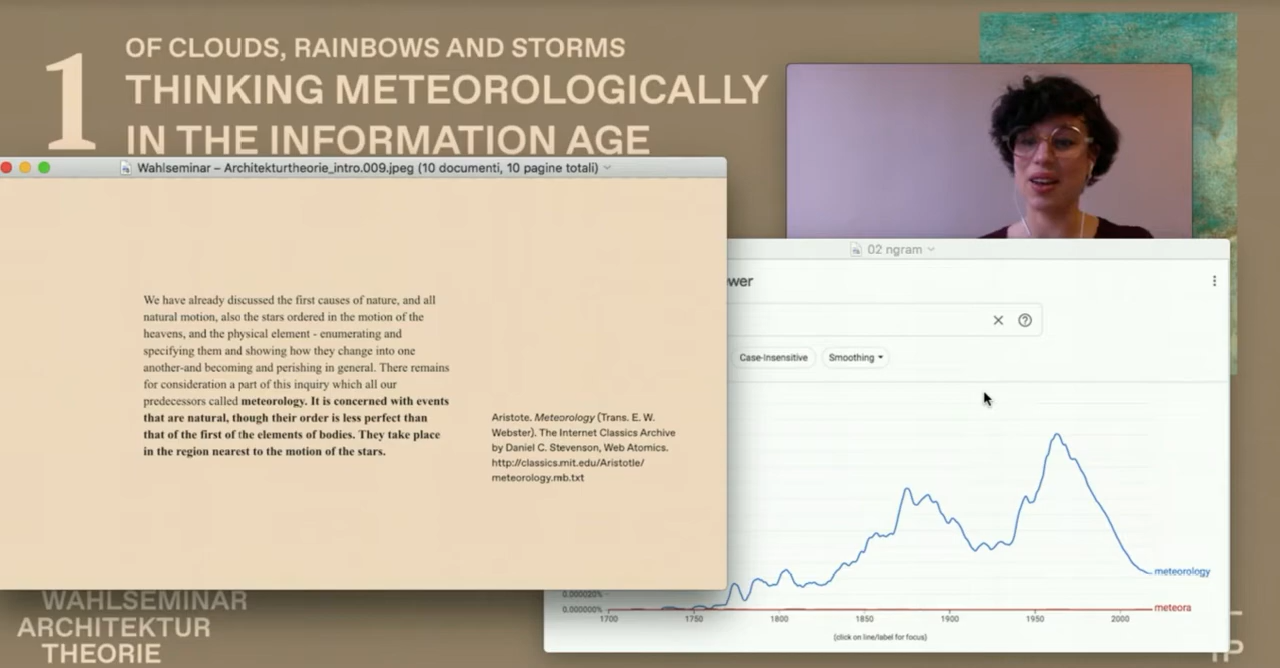 1
OF CLOUDS, RAINBOWS AND STORMS
THINKING METEOROLOGICALLY
IN THE INFORMATION AGE
Wahlseminar – Architekturtheorie_intro.009.jpeg (10 documenti, 10 pagine totali)
We have already discussed the first causes of nature, and all
natural motion, also the stars ordered in the motion of the
heavens, and the physical element - enumerating and
specifying them and showing how they change into one
another-and becoming and perishing in general. There remains
for consideration a part of this inquiry which all our
predecessors called meteorology. It is concerned with events
that are natural, though their order is less perfect than
that of the first of the elements of bodies. They take place
in the region nearest to the motion of the stars.
Aristote. Meteorology (Trans. E. W.
Webster). The Internet Classics Archive
by Daniel C. Stevenson, Web Atomics.
http://classics.mit.edu/Aristotle/
meteorology.mb.txt
02 ngram
wer
Case-Insensitive
Smoothing
meteorology
0.000020%
0.000000%
meteora
1700 1750 1800 1850 1900 1950 2000
(click on line/label for focus)
WAHLSEMINAR
ARCHITEKTUR
THEORIE